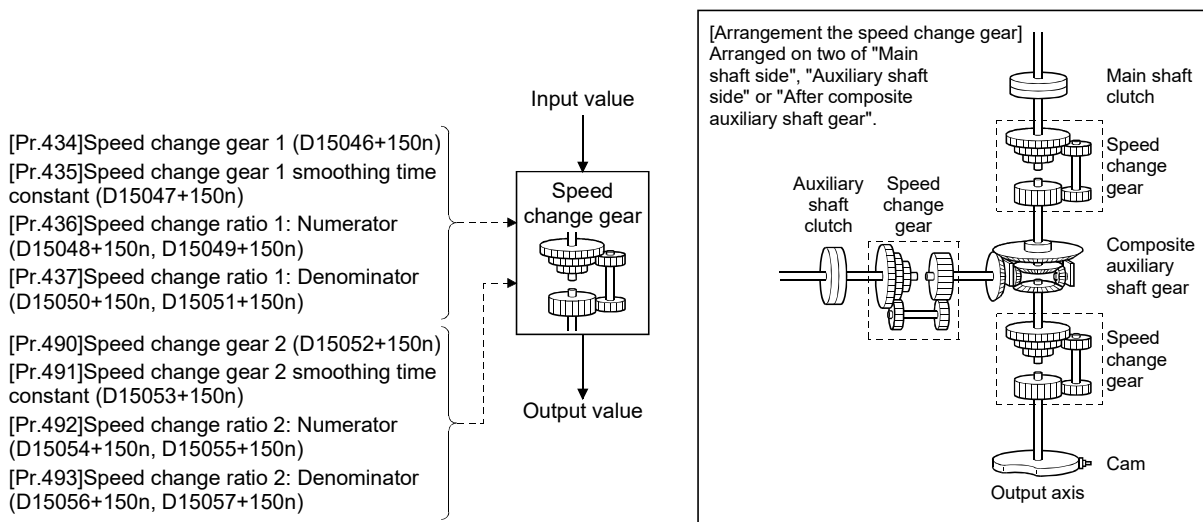 [Pr.434]Speed change gear 1 (D15046+150n)
[Pr.435]Speed change gear 1 smoothing time
constant (D15047+150n)
[Pr.436]Speed change ratio 1: Numerator
(D15048+150n, D15049+150n)
[Pr.437]Speed change ratio 1: Denominator
(D15050+150n, D15051+150n)
[Pr.490]Speed change gear 2 (D15052+150n)
[Pr.491]Speed change gear 2 smoothing time
constant (D15053+150n)
[Pr.492]Speed change ratio 2: Numerator
(D15054+150n, D15055+150n)
[Pr.493]Speed change ratio 2: Denominator
(D15056+150n, D15057+150n)
Input value
Speed
change gear
Output value
[Arrangement the speed change gear]
Arranged on two of "Main
shaft side", "Auxiliary shaft
side" or "After composite
auxiliary shaft gear".
Main shaft
clutch
Speed
change
gear
Auxiliary
shaft
clutch
Speed
change
gear
Composite
auxiliary
shaft gear
Speed
change
gear
Cam
Output axis